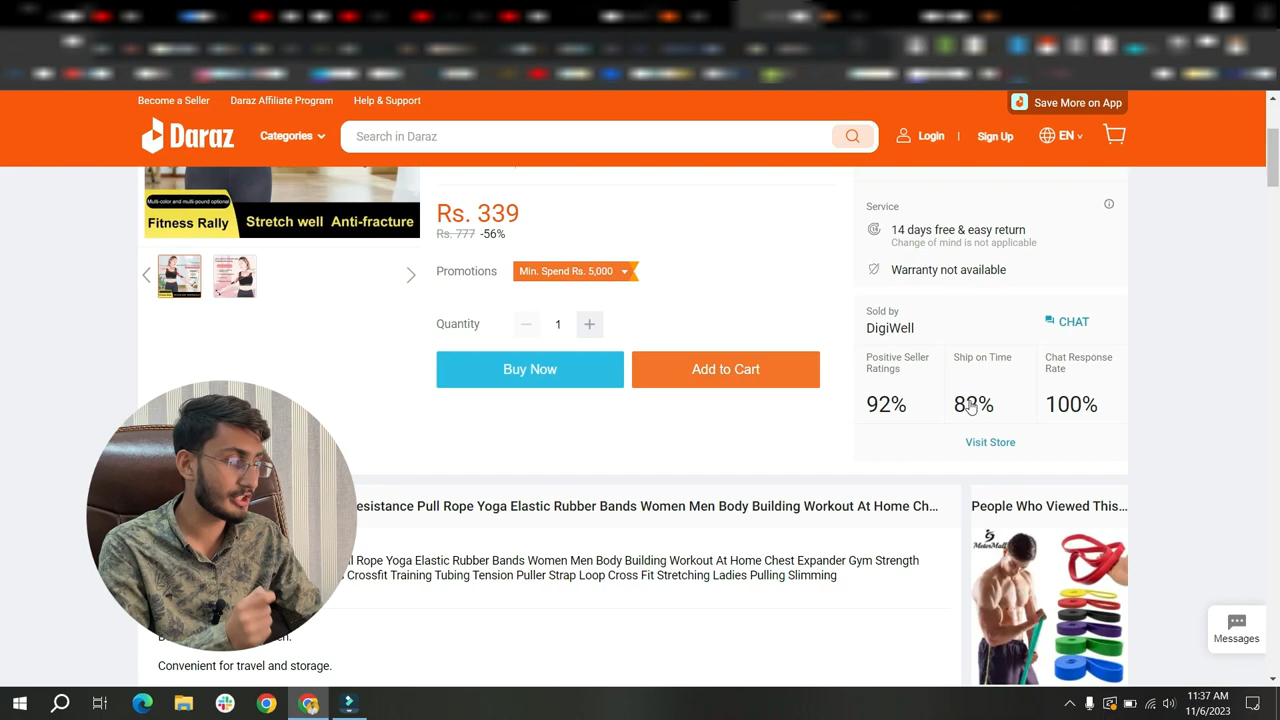 Become a Seller
Daraz Affiliate Program
Help & Support
Save More on App
Daraz
Categories
Search in Daraz
Login
Sign Up
EN
Multi-color and multi-pound optional
Fitness Rally
Stretch well Anti-fracture
Rs. 339
Rs. 777 -56%
Promotions
Min. Spend Rs. 5,000
Quantity
1
Buy Now
Add to Cart
Service
14 days free & easy return
Change of mind is not applicable
Warranty not available
Sold by
DigiWell
CHAT
Positive Seller
Ratings
92%
Ship on Time
Chat Response
Rate
100%
Visit Store
Pull Rope Yoga Elastic Rubber Bands Women Men Body Building Workout At Home Ch...
Rope Yoga Elastic Rubber Bands Women Men Body Building Workout At Home Chest Expander Gym Strength
Crossfit Training Tubing Tension Puller Strap Loop Cross Fit Stretching Ladies Pulling Slimming
Convenient for travel and storage.
People Who Viewed This...
Messages
11:37 AM
11/6/2023